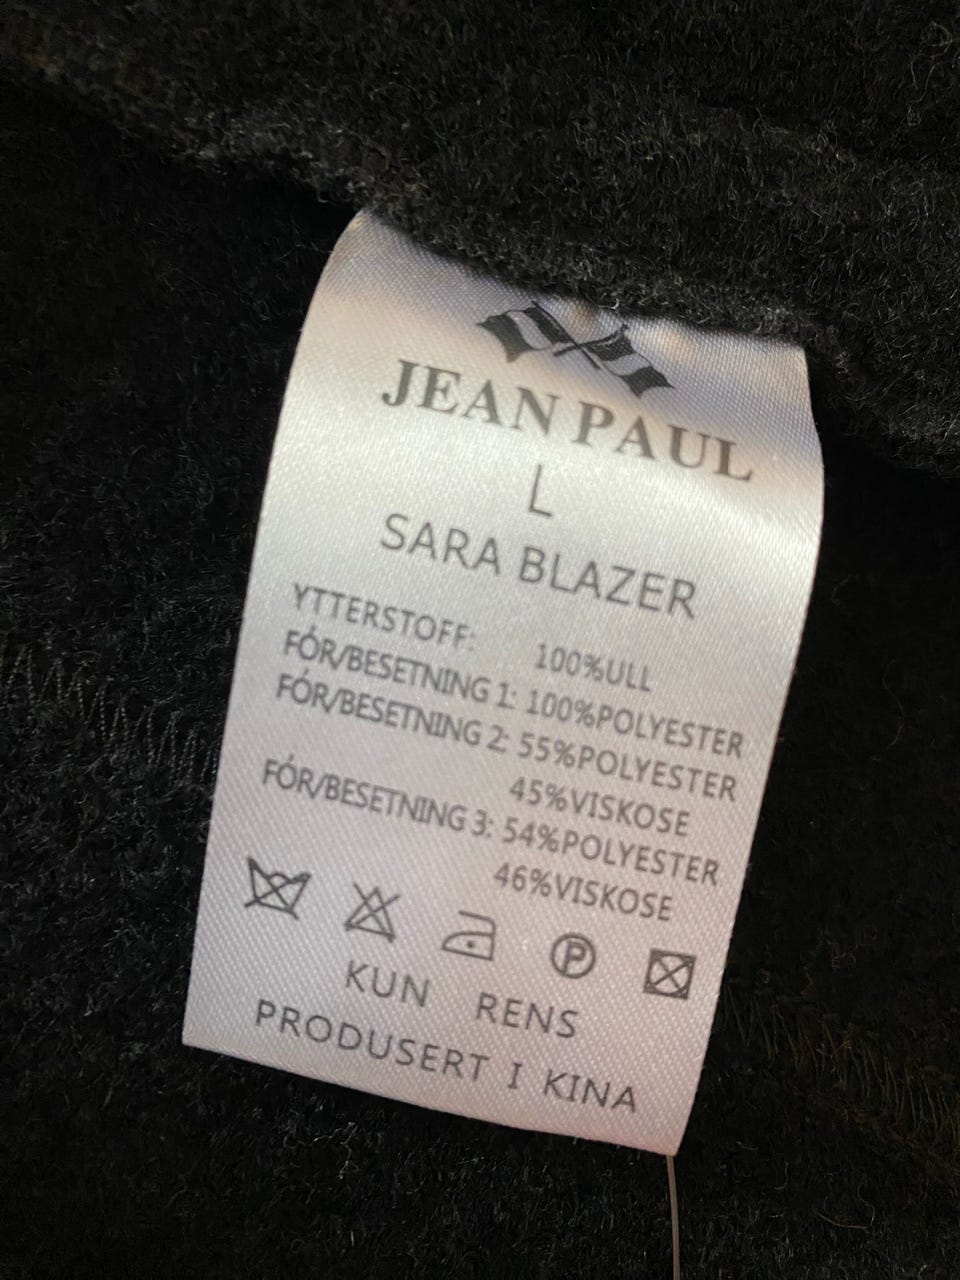 JEAN PAUL
L
SARA BLAZER
YTTERSTOFF: 100%ULL
FÓR/BESETNING 1: 100%POLYESTER
FÓR/BESETNING 2: 55%POLYESTER
45%VISKOSE
FÓR/BESETNING 3: 54%POLYESTER
46%VISKOSE
P
KUN RENS
PRODUSERT I KINA